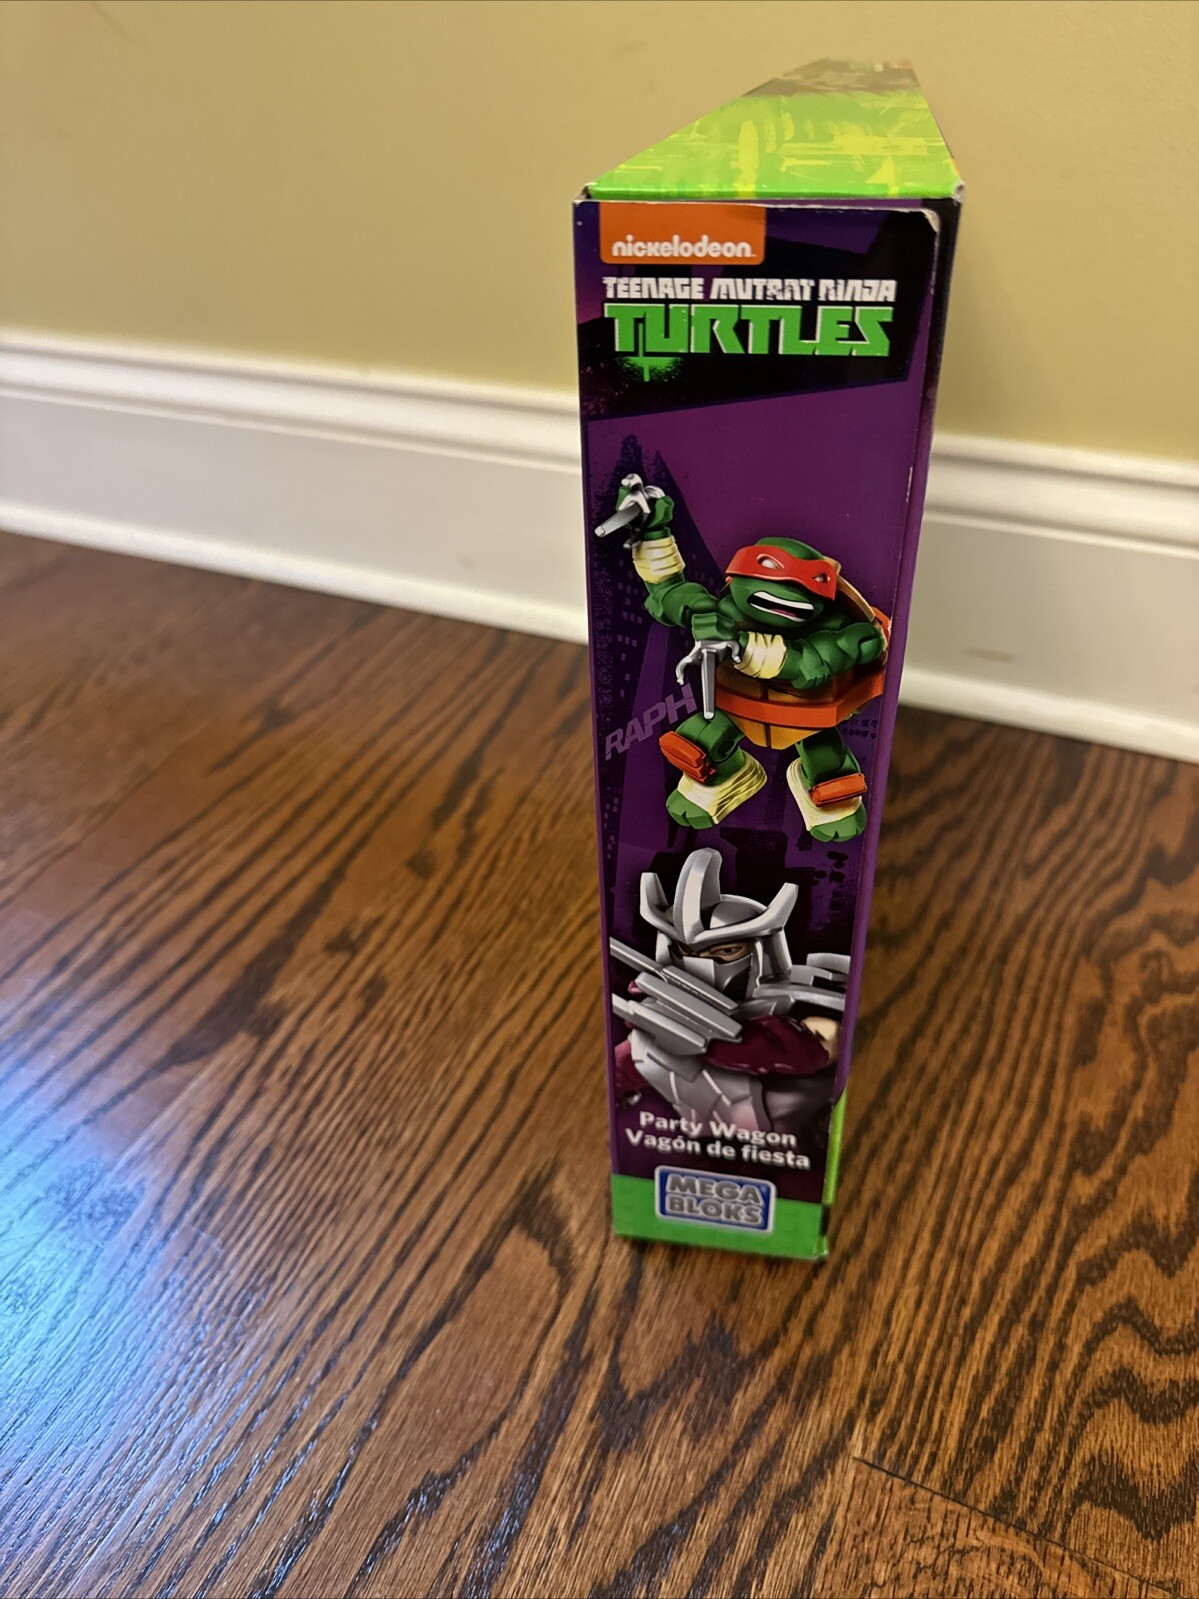 nickelodeon
TEENAGE MUTANT NINJA
TURTLES
RAPH
Party Wagon
Vagón de fiesta
MEGA
BLOKS